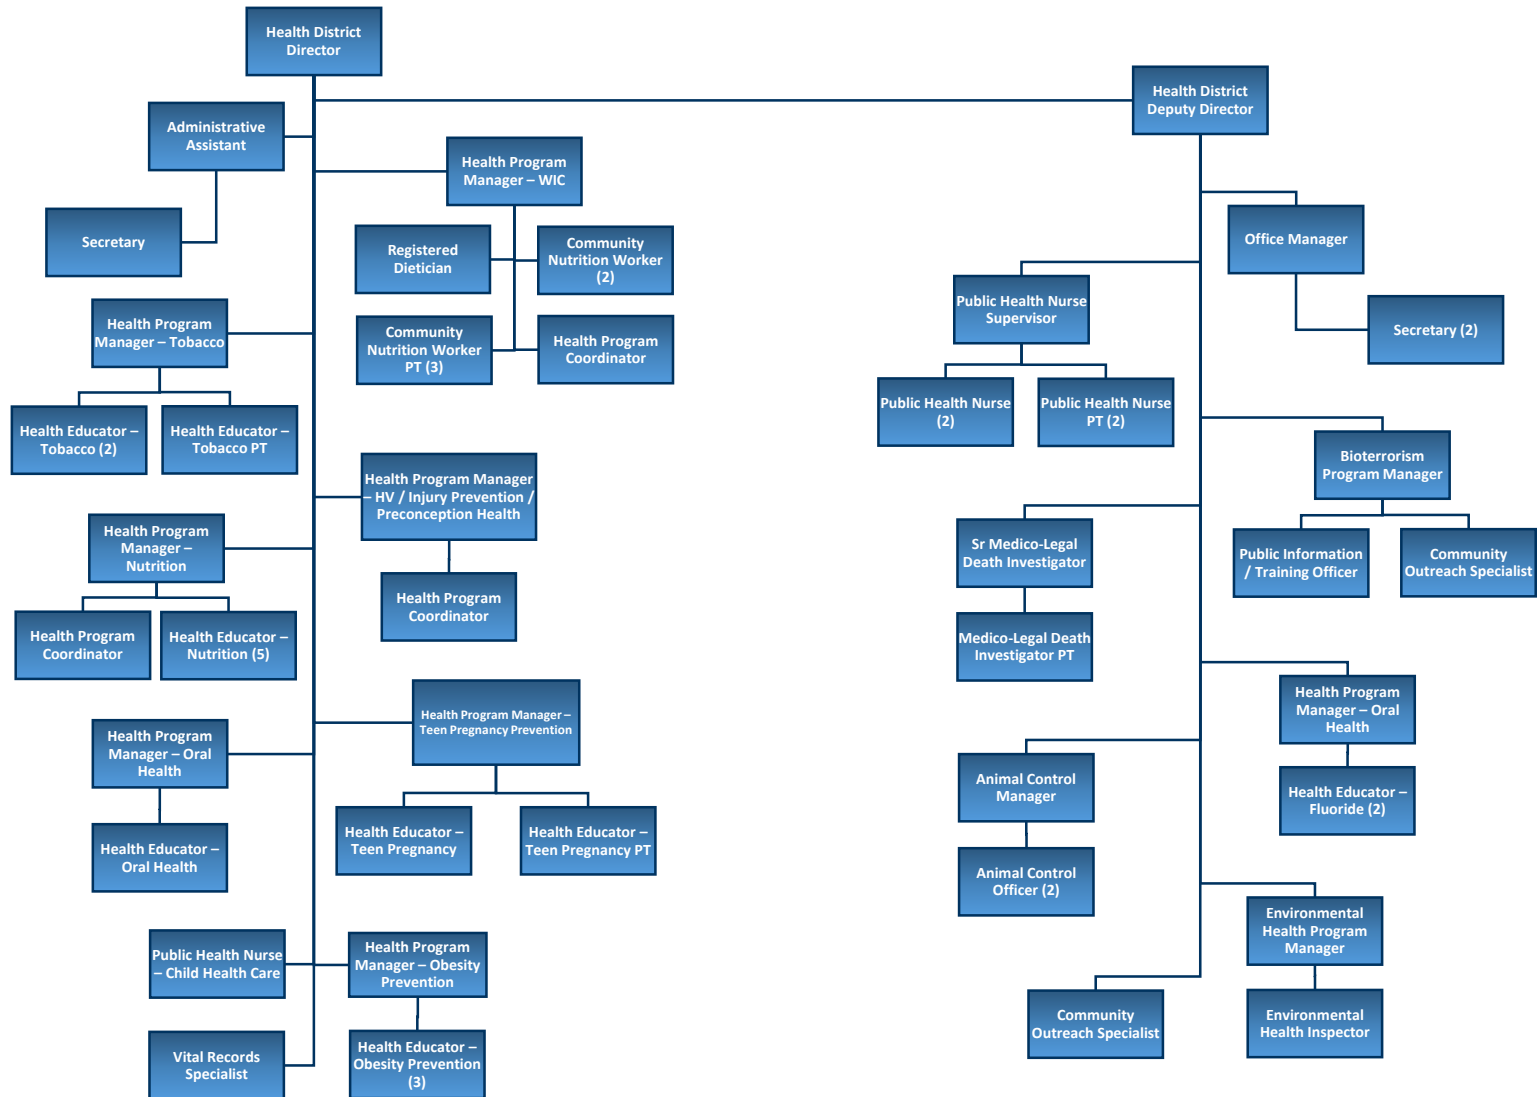 Health District
Director
Health District
Deputy Director
Administrative
Assistant
Health Program
Manager – WIC
Secretary
Registered
Dietician
Community
Nutrition Worker
(2)
Office Manager
Public Health Nurse
Supervisor
Secretary (2)
Health Program
Manager – Tobacco
Community
Nutrition Worker
PT (3)
Health Program
Coordinator
Public Health Nurse
(2)
Public Health Nurse
PT (2)
Health Educator –
Tobacco (2)
Health Educator –
Tobacco PT
Bioterrorism
Program Manager
Health Program Manager
– HV / Injury Prevention /
Preconception Health
Health Program
Manager –
Nutrition
Sr Medico-Legal
Death Investigator
Public Information
/ Training Officer
Community
Outreach Specialist
Health Program
Coordinator
Health Program
Coordinator
Health Educator –
Nutrition (5)
Medico-Legal Death
Investigator PT
Health Program Manager –
Teen Pregnancy Prevention
Health Program
Manager – Oral
Health
Health Program
Manager – Oral
Health
Animal Control
Manager
Health Educator –
Fluoride (2)
Health Educator –
Oral Health
Health Educator –
Teen Pregnancy
Health Educator –
Teen Pregnancy PT
Animal Control
Officer (2)
Environmental
Health Program
Manager
Public Health Nurse
– Child Health Care
Health Program
Manager – Obesity
Prevention
Community
Outreach Specialist
Environmental
Health Inspector
Vital Records
Specialist
Health Educator –
Obesity Prevention
(3)